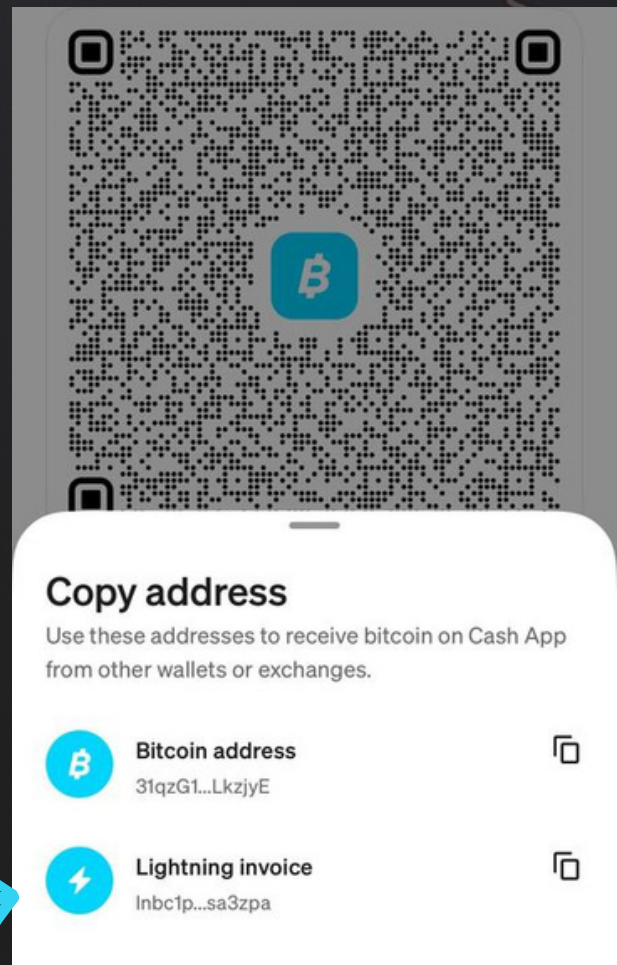 Copy address
Use these addresses to receive bitcoin on Cash App
from other wallets or exchanges.
Bitcoin address
31qzG1...LkzjyE
Lightning invoice
lnbc1p...sa3zpa